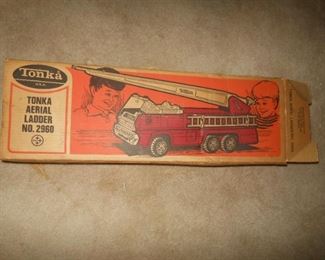 Tonka
TONKA
AERIAL
LADDER
NO. 2960